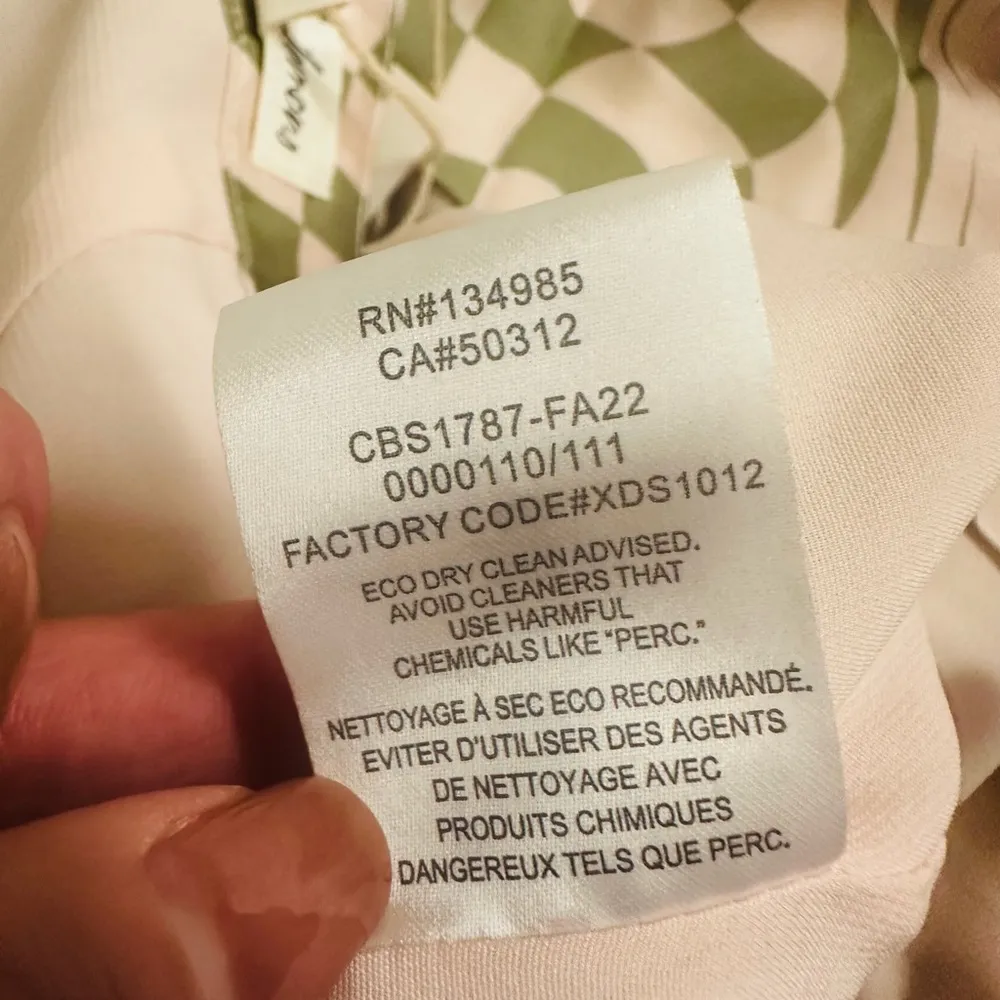 RN#134985
CA#50312
CBS1787-FA22
0000110/111
FACTORY CODE#XDS1012
ECO DRY CLEAN ADVISED.
AVOID CLEANERS THAT
USE HARMFUL
CHEMICALS LIKE "PERC."
NETTOYAGE À SEC ECO RECOMMANDÉ.
EVITER D'UTILISER DES AGENTS
DE NETTOYAGE AVEC
PRODUITS CHIMIQUES
DANGEREUX TELS QUE PERC.